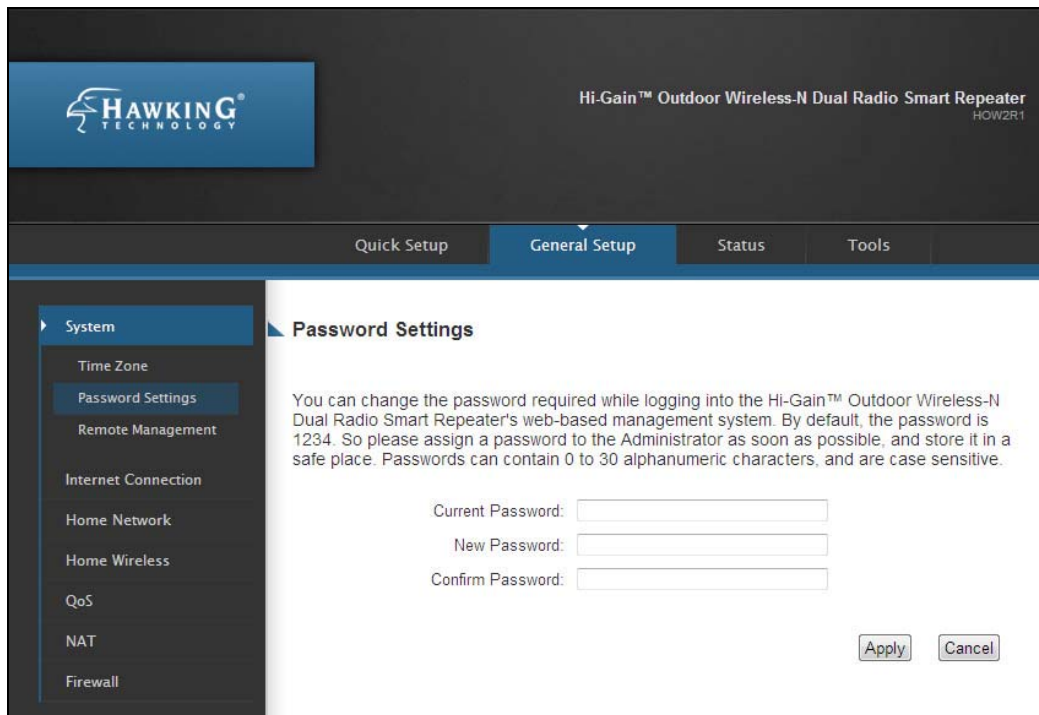 HAWKING®
TECHNOLOGY
Hi-Gain™ Outdoor Wireless-N Dual Radio Smart Repeater
HOW2R1
Quick Setup
General Setup
Status
Tools
System
Time Zone
Password Settings
Remote Management
Internet Connection
Home Network
Home Wireless
QoS
NAT
Firewall
Password Settings
You can change the password required while logging into the Hi-Gain™ Outdoor Wireless-N
Dual Radio Smart Repeater's web-based management system. By default, the password is
1234. So please assign a password to the Administrator as soon as possible, and store it in a
safe place. Passwords can contain 0 to 30 alphanumeric characters, and are case sensitive.
Current Password:
New Password:
Confirm Password:
Apply
Cancel